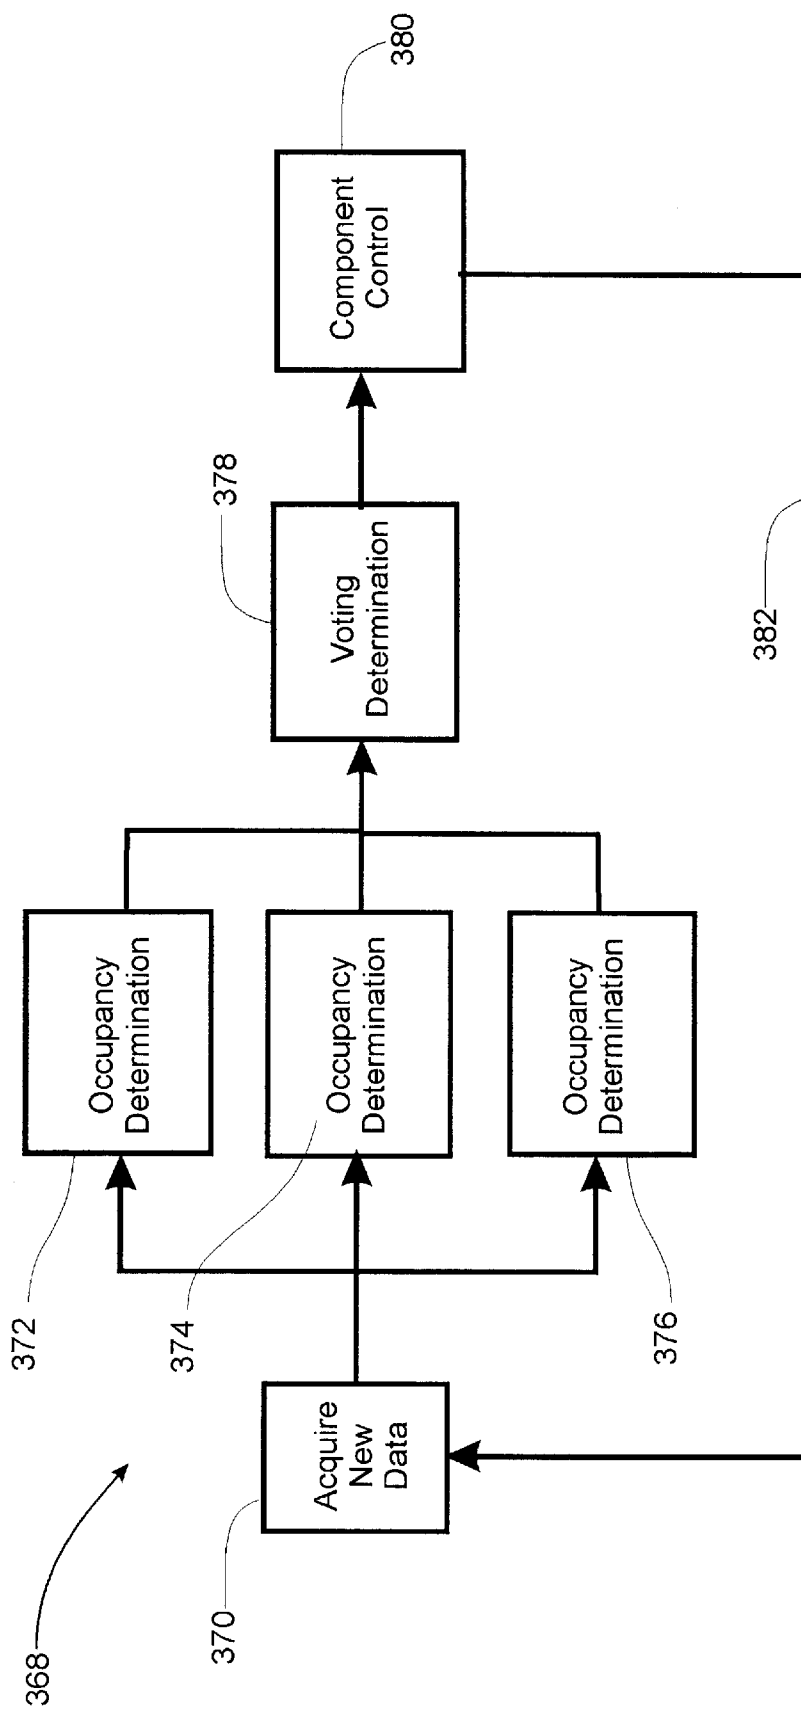 368
370
Acquire
New
Data
372
Occupancy
Determination
374
Occupancy
Determination
376
Occupancy
Determination
378
Voting
Determination
380
Component
Control
382